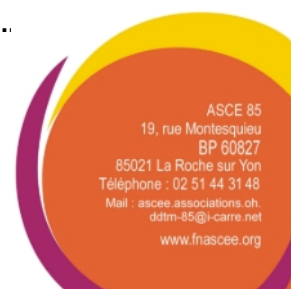 ..
ASCE 85
19, rue Montesquieu
BP 60827
85021 La Roche sur Yon
Téléphone : 02 51 44 31 48
Mail : ascee.associations.oh.
ddtm-85@i-carre.net
www.fnascee.org